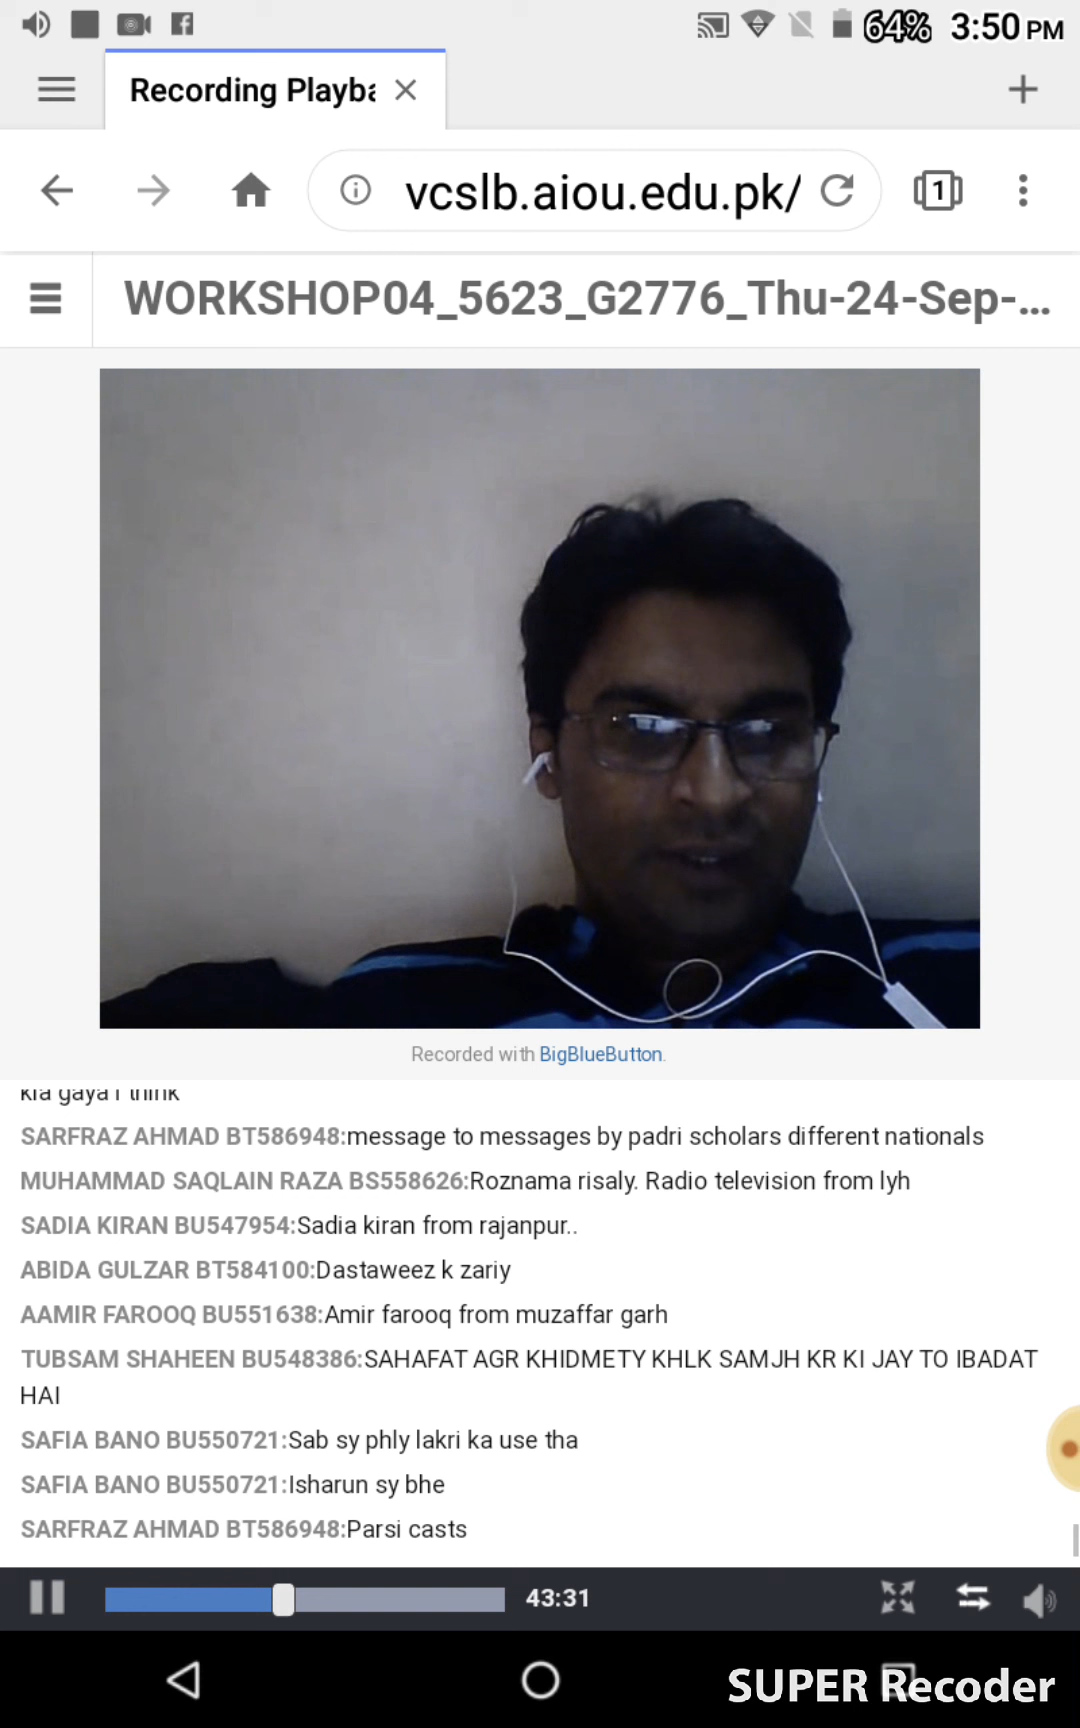 64% 3:50 PM
Recording Playba
vcslb.aiou.edu.pk/
1
WORKSHOP04_5623_G2776_Thu-24-Sep-...
Recorded with BigBlueButton.
kia gaya i think
SARFRAZ AHMAD BT586948:message to messages by padri scholars different nationals
MUHAMMAD SAQLAIN RAZA BS558626:Roznama risaly. Radio television from lyh
SADIA KIRAN BU547954:Sadia kiran from rajanpur..
ABIDA GULZAR BT584100:Dastaweez k zariy
AAMIR FAROOQ BU551638:Amir farooq from muzaffar garh
TUBSAM SHAHEEN BU548386:SAHAFAT AGR KHIDMETY KHLK SAMJH KR KI JAY TO IBADAT
HAI
SAFIA BANO BU550721:Sab sy phly lakri ka use tha
SAFIA BANO BU550721:Isharun sy bhe
SARFRAZ AHMAD BT586948:Parsi casts
43:31
SUPER Recoder